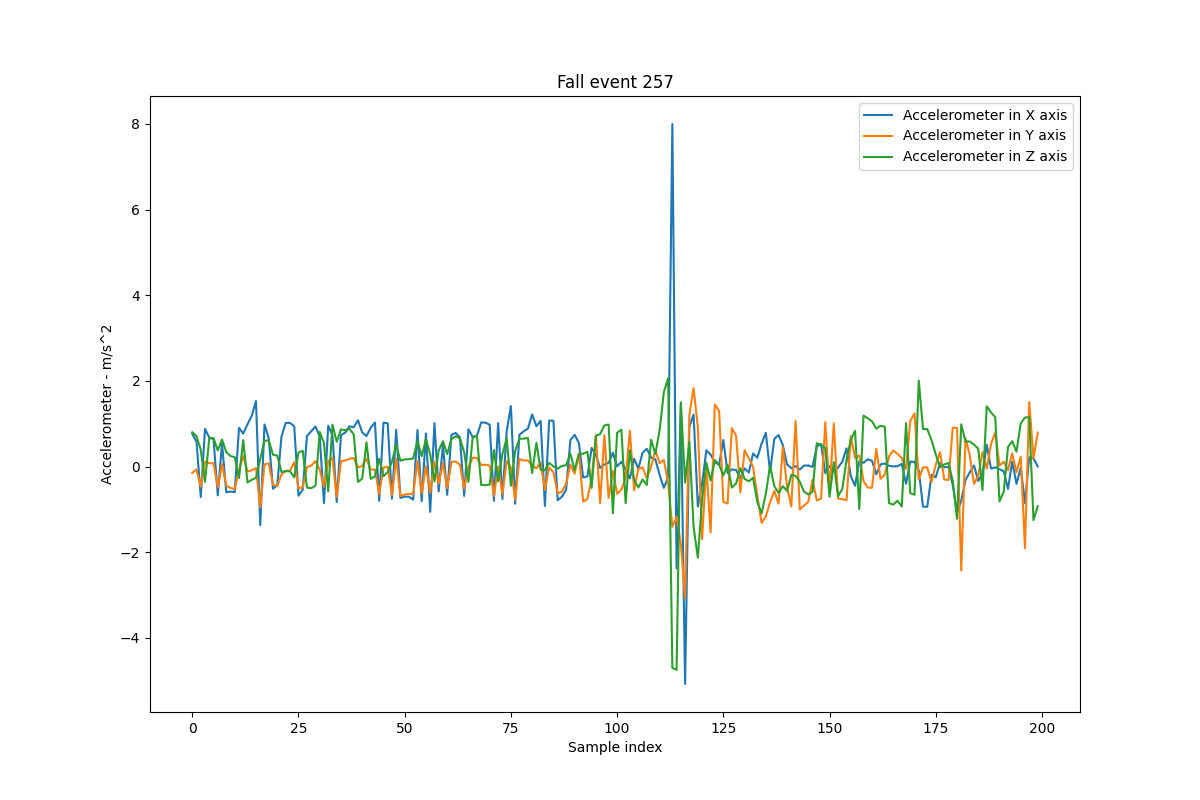 Fall event 257
Accelerometer in X axis
Accelerometer in Y axis
Accelerometer in Z axis
8
6
4
2
0
−2
−4
Accelerometer - m/s^2
0 25 50 75 100 125 150 175 200
Sample index